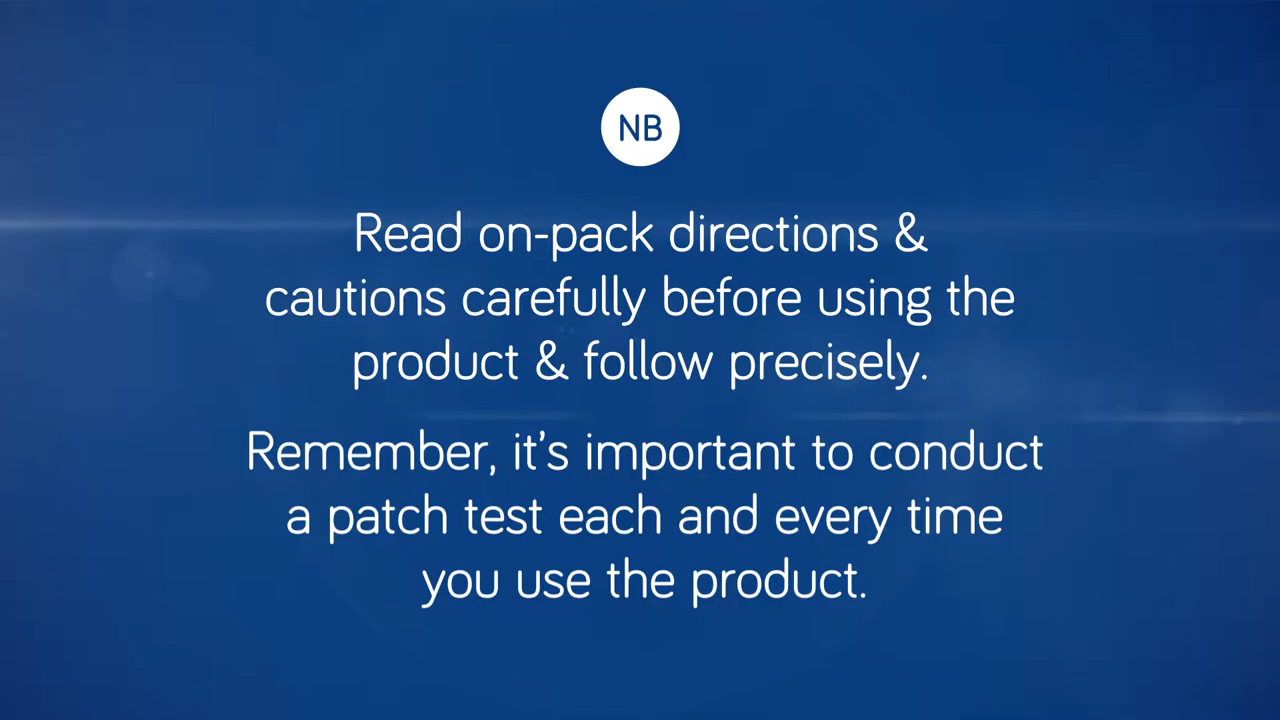 NB
Read on-pack directions &
cautions carefully before using the
product & follow precisely.
Remember, it's important to conduct
a patch test each and every time
you use the product.